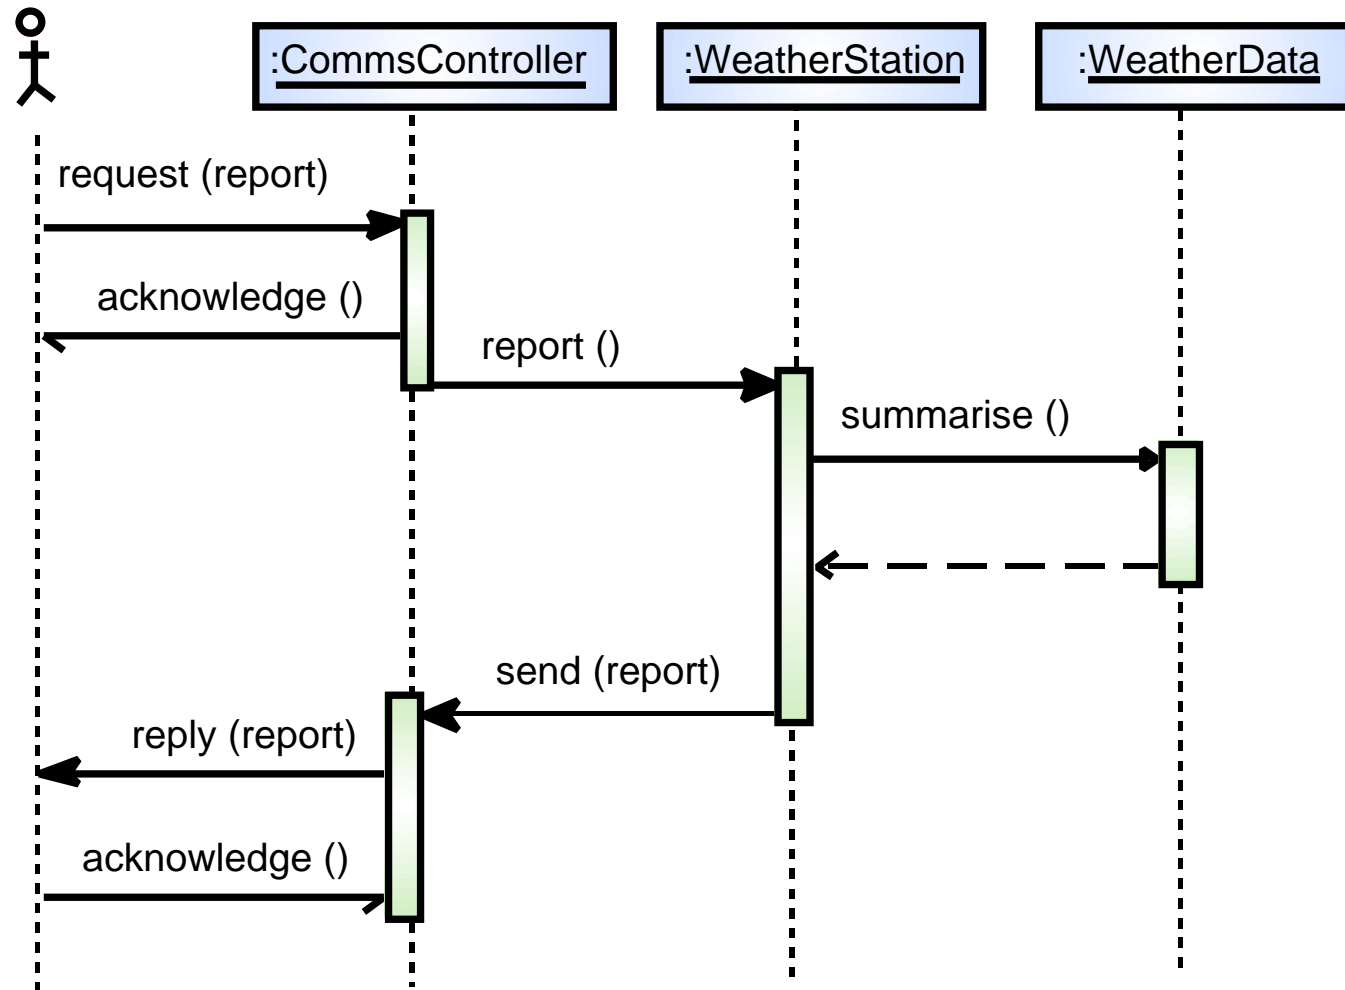 :CommsController
:WeatherStation
:WeatherData
request (report)
acknowledge ()
report ()
summarise ()
send (report)
reply (report)
acknowledge ()